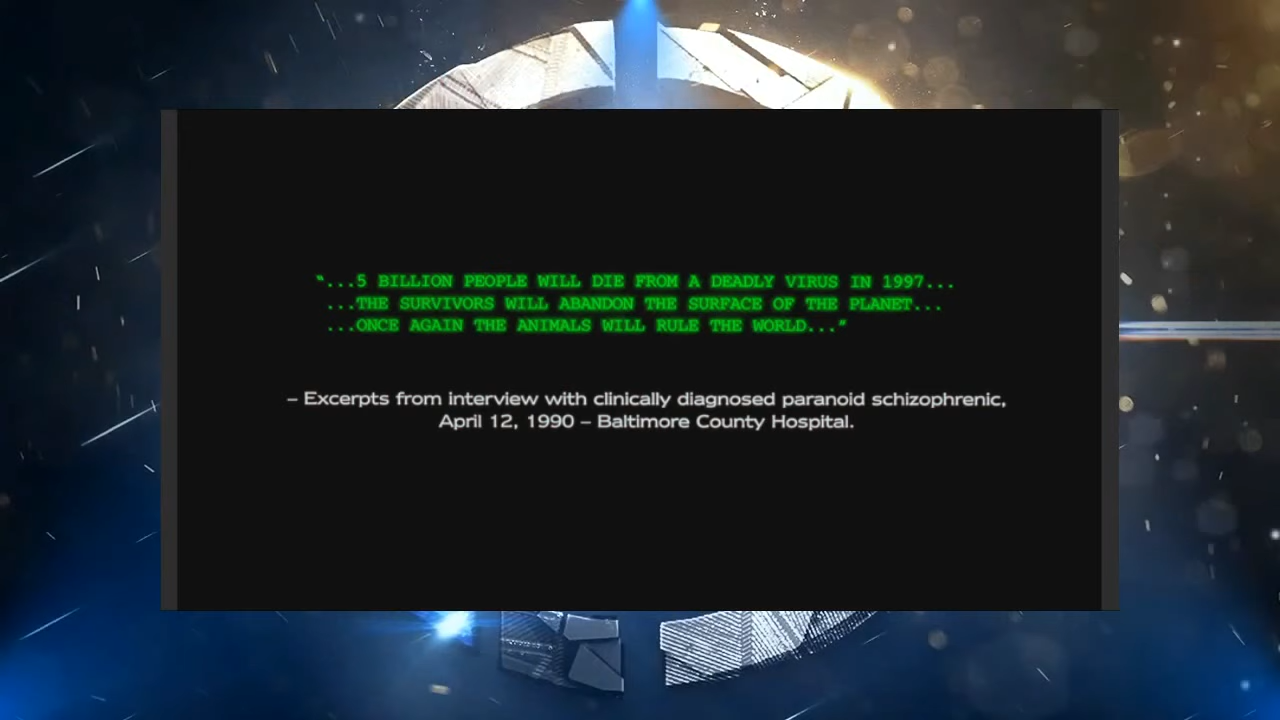 “...5 BILLION PEOPLE WILL DIE FROM A DEADLY VIRUS IN 1997...
...THE SURVIVORS WILL ABANDON THE SURFACE OF THE PLANET...
...ONCE AGAIN THE ANIMALS WILL RULE THE WORLD...”
– Excerpts from interview with clinically diagnosed paranoid schizophrenic,
April 12, 1990 – Baltimore County Hospital.